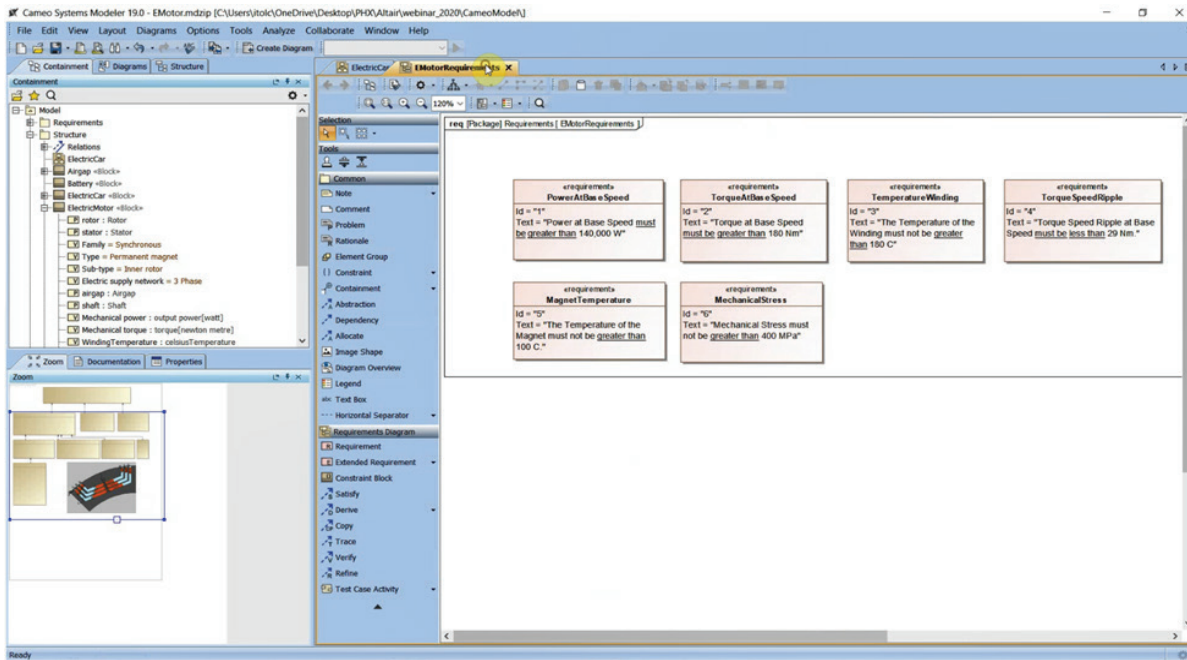 Cameo Systems Modeler 19.0 - EMotor.mdzip [C:\Users\jtolc\OneDrive\Desktop\PHX\Altair\webinar_2020\CameoModel\]
File Edit View Layout Diagrams Options Tools Analyze Collaborate Window Help
Create Diagram
Containment Diagrams Structure
Containment
Model
Requirements
Structure
Relations
ElectricCar
Airgap «Block»
Battery «Block»
ElectricCar «Block»
ElectricMotor «Block»
rotor : Rotor
stator : Stator
Family = Synchronous
Type = Permanent magnet
Sub-type = Inner rotor
Electric supply network = 3 Phase
airgap : Airgap
shaft : Shaft
Mechanical power : output power[watt]
Mechanical torque : torque[newton metre]
WindingTemperature : celsiusTemperature
Zoom Documentation Properties
Zoom
Ready
ElectricCar EMotorRequirements
120%
Selection
Tools
Common
Note
Comment
Problem
Rationale
Element Group
Constraint
Containment
Abstraction
Dependency
Allocate
Image Shape
Diagram Overview
Legend
abc Text Box
Horizontal Separator
Requirements Diagram
Requirement
Extended Requirement
Constraint Block
Satisfy
Derive
Copy
Trace
Verify
Refine
Test Case Activity
req [Package] Requirements [ EMotorRequirements ]
«requirement»
PowerAtBaseSpeed
Id = "1"
Text = "Power at Base Speed must
be greater than 140,000 W"
«requirement»
TorqueAtBaseSpeed
Id = "2"
Text = "Torque at Base Speed
must be greater than 180 Nm"
«requirement»
TemperatureWinding
Id = "3"
Text = "The Temperature of the
Winding must not be greater
than 180 C"
«requirement»
TorqueSpeedRipple
Id = "4"
Text = "Torque Speed Ripple at Base
Speed must be less than 29 Nm."
«requirement»
MagnetTemperature
Id = "5"
Text = "The Temperature of the
Magnet must not be greater than
100 C."
«requirement»
MechanicalStress
Id = "6"
Text = "Mechanical Stress must
not be greater than 400 MPa"